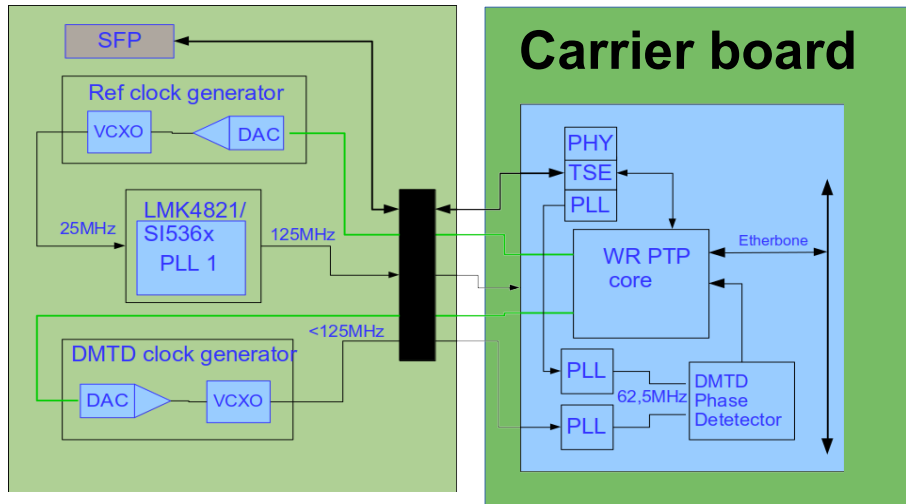 SFP
Ref clock generator
VCXO
DAC
25MHz
LMK4821/
SI536x
PLL 1
125MHz
<125MHz
DMTD clock generator
DAC
VCXO
Carrier board
PHY
TSE
PLL
WR PTP
core
Etherbone
PLL
62,5MHz
PLL
DMTD
Phase
Detetector